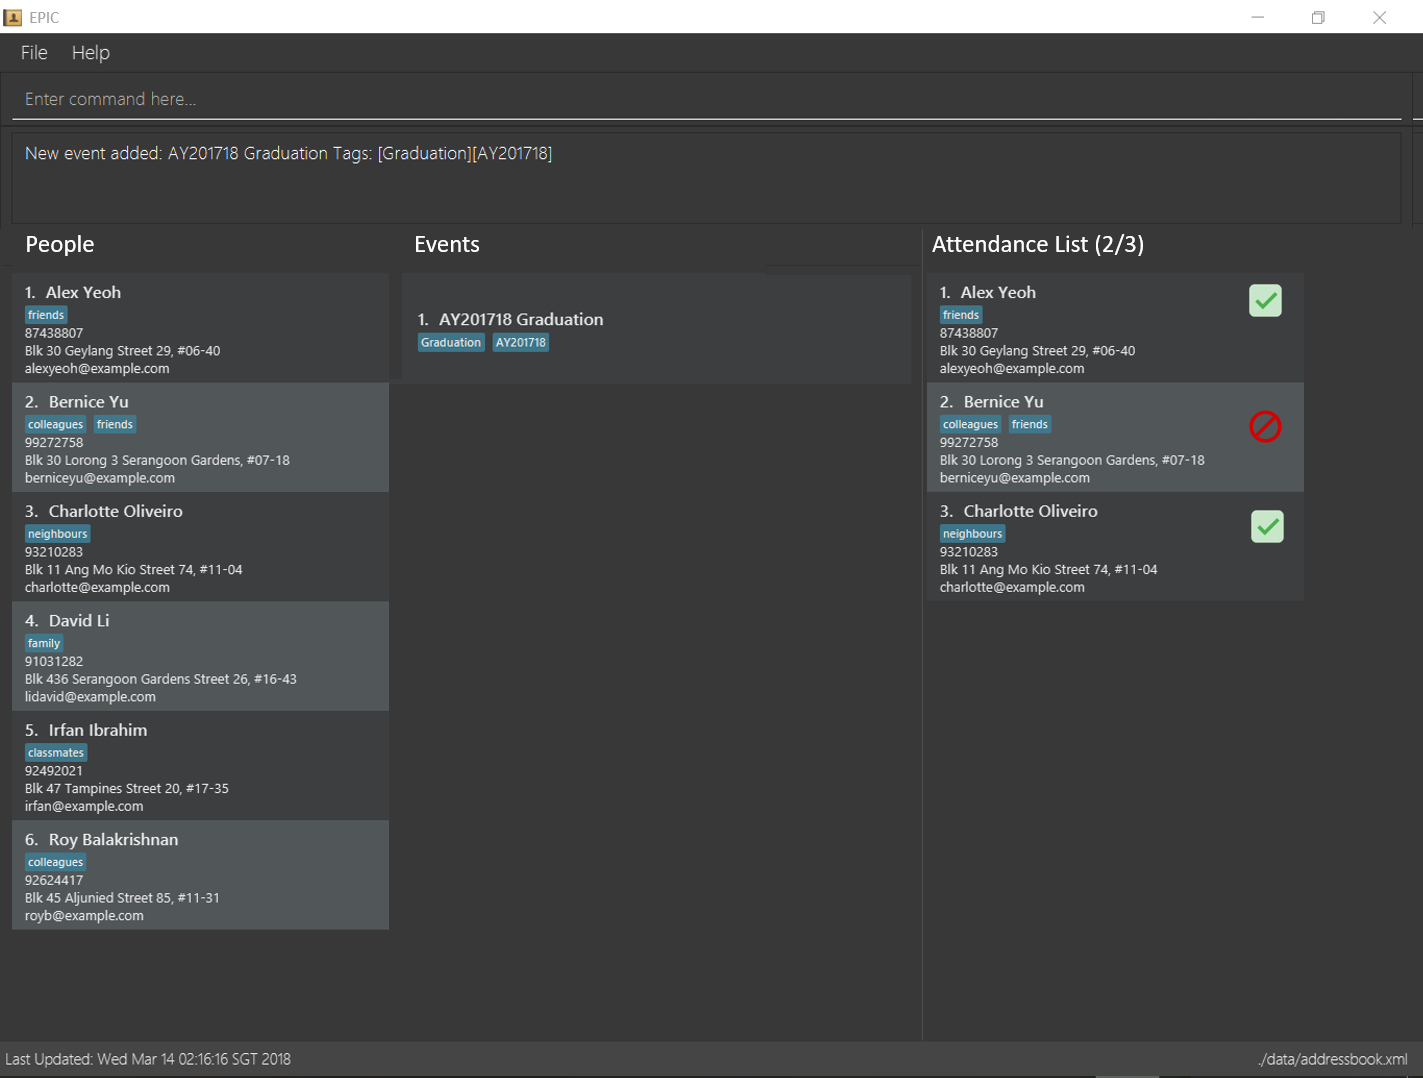 EPIC
File Help
Enter command here...
New event added: AY201718 Graduation Tags: [Graduation][AY201718]
People
1. Alex Yeoh
friends
87438807
Blk 30 Geylang Street 29, #06-40
alexyeoh@example.com
2. Bernice Yu
colleagues friends
99272758
Blk 30 Lorong 3 Serangoon Gardens, #07-18
berniceyu@example.com
3. Charlotte Oliveiro
neighbours
93210283
Blk 11 Ang Mo Kio Street 74, #11-04
charlotte@example.com
4. David Li
family
91031282
Blk 436 Serangoon Gardens Street 26, #16-43
lidavid@example.com
5. Irfan Ibrahim
classmates
92492021
Blk 47 Tampines Street 20, #17-35
irfan@example.com
6. Roy Balakrishnan
colleagues
92624417
Blk 45 Aljunied Street 85, #11-31
royb@example.com
Events
1. AY201718 Graduation
Graduation AY201718
Attendance List (2/3)
1. Alex Yeoh
friends
87438807
Blk 30 Geylang Street 29, #06-40
alexyeoh@example.com
2. Bernice Yu
colleagues friends
99272758
Blk 30 Lorong 3 Serangoon Gardens, #07-18
berniceyu@example.com
3. Charlotte Oliveiro
neighbours
93210283
Blk 11 Ang Mo Kio Street 74, #11-04
charlotte@example.com
Last Updated: Wed Mar 14 02:16:16 SGT 2018
./data/addressbook.xml